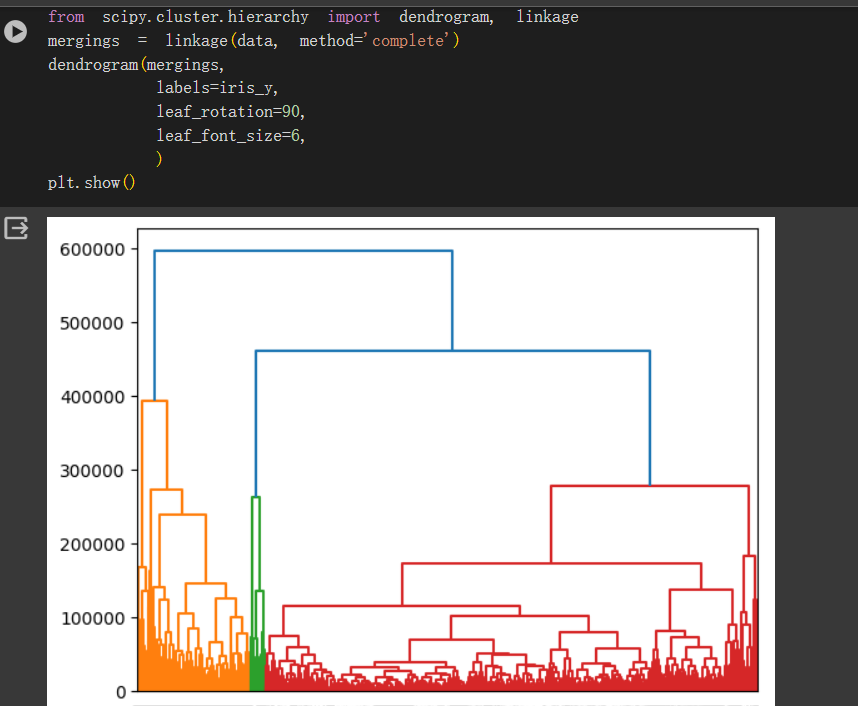 from scipy.cluster.hierarchy import dendrogram, linkage
mergings = linkage(data, method='complete')
dendrogram(mergings,
labels=iris_y,
leaf_rotation=90,
leaf_font_size=6,
)
plt.show()
600000
500000
400000
300000
200000
100000
0